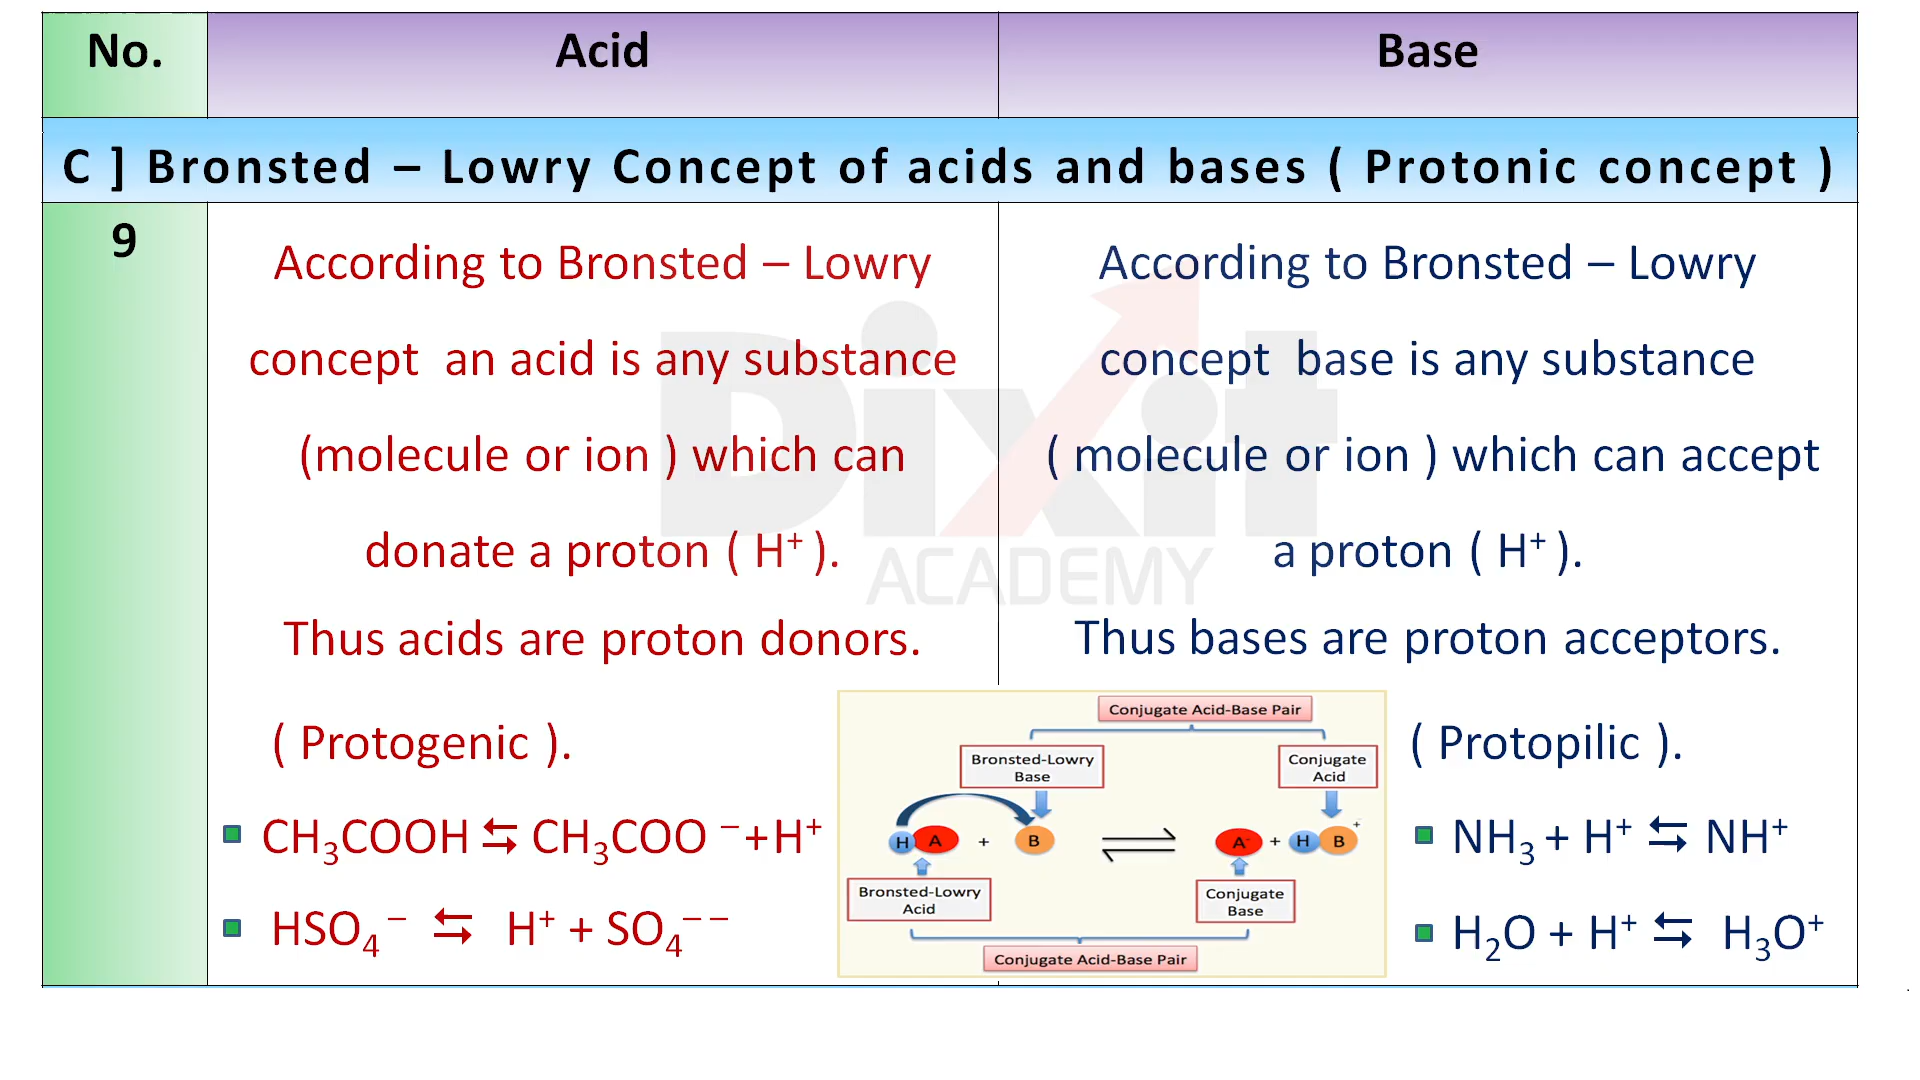 No.
Acid
Base
C ] Bronsted – Lowry Concept of acids and bases ( Protonic concept )
9
According to Bronsted – Lowry
concept an acid is any substance
(molecule or ion ) which can
donate a proton ( H⁺ ).
Thus acids are proton donors.
( Protogenic ).
CH₃COOH ⇆ CH₃COO ⁻ + H⁺
HSO₄ ⁻ ⇆ H⁺ + SO₄⁻ ⁻
According to Bronsted – Lowry
concept base is any substance
( molecule or ion ) which can accept
a proton ( H⁺ ).
Thus bases are proton acceptors.
( Protopilic ).
NH₃ + H⁺ ⇆ NH⁺
H₂O + H⁺ ⇆ H₃O⁺
Conjugate Acid-Base Pair
Bronsted-Lowry
Base
Conjugate
Acid
H A + B ⇌ A⁻ + H B ⁺
Bronsted-Lowry
Acid
Conjugate
Base
Conjugate Acid-Base Pair
Dixit
ACADEMY